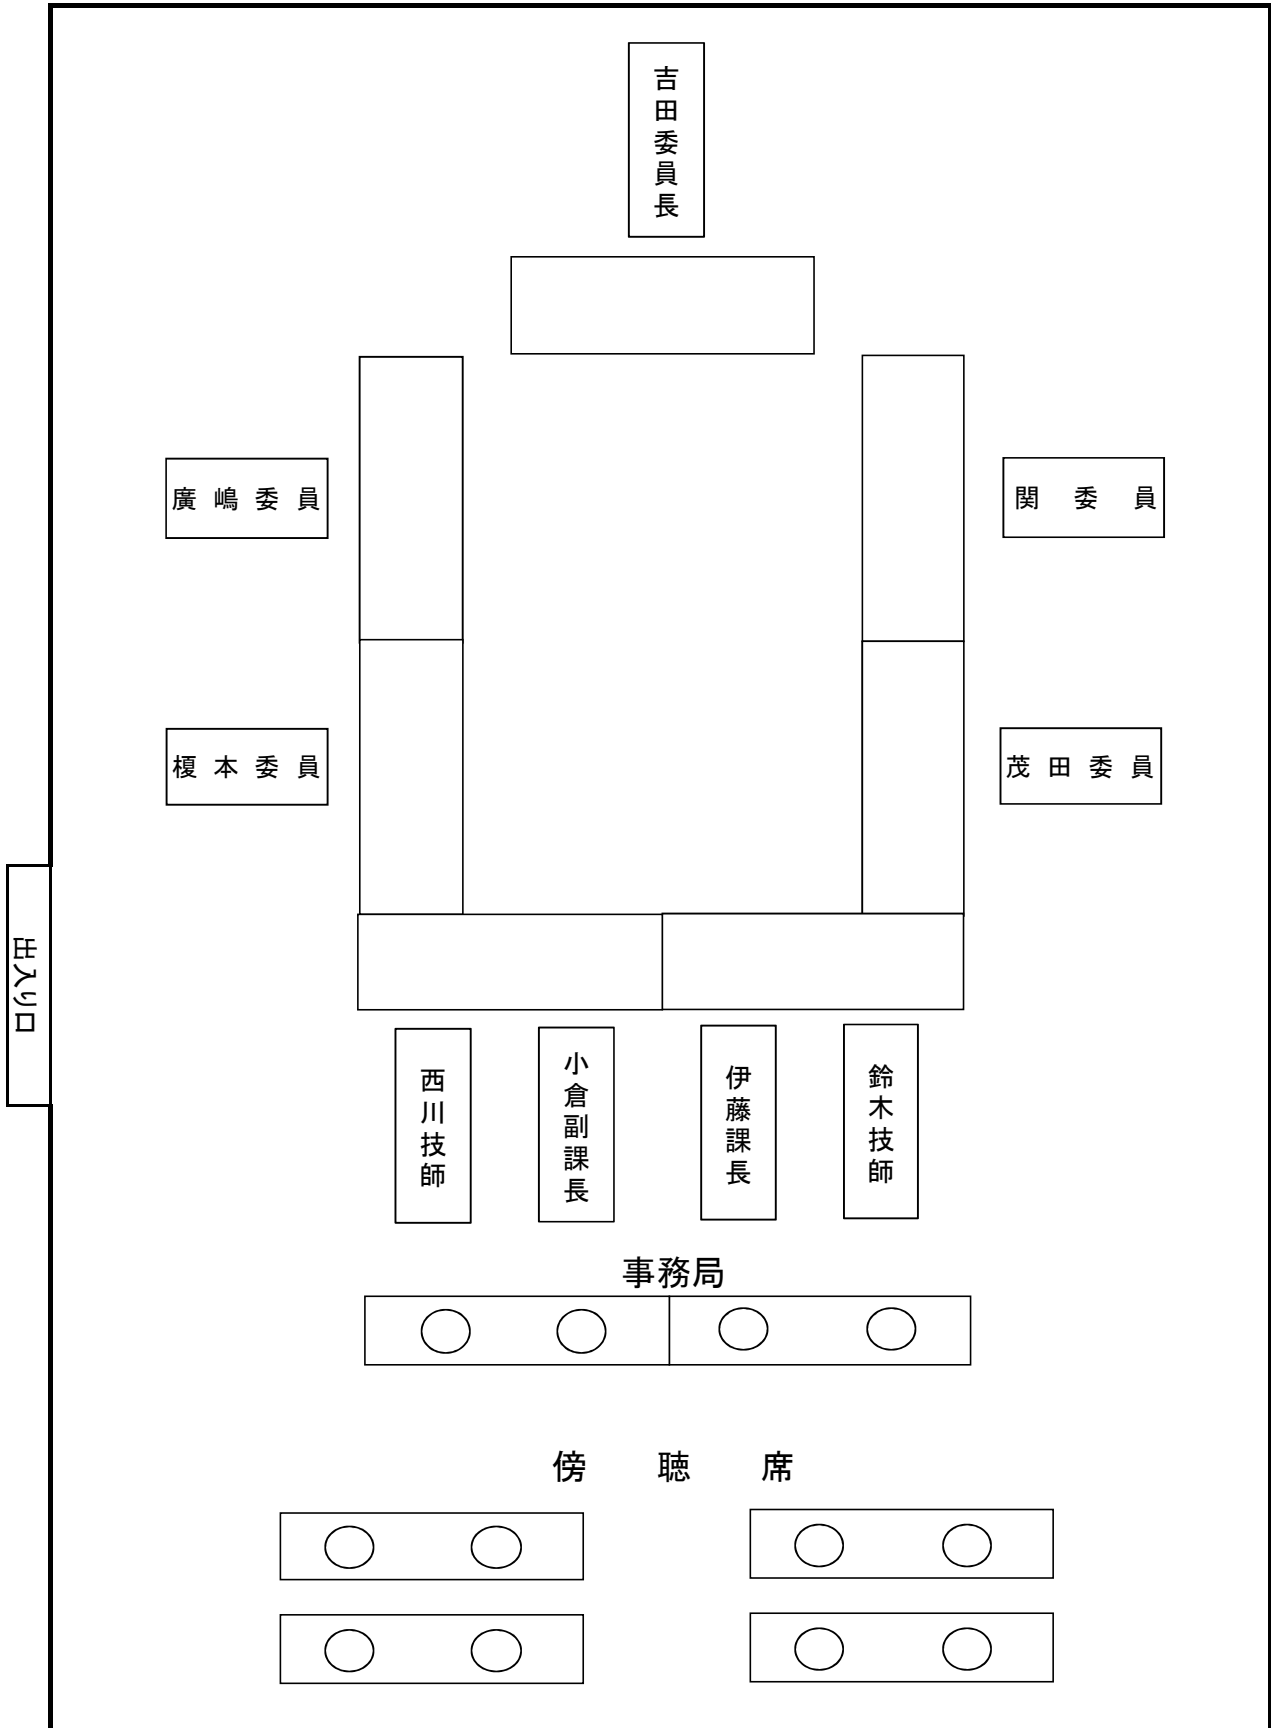 吉田委員長
廣嶋委員
関委員
榎本委員
茂田委員
出入り口
西川技師
小倉副課長
伊藤課長
鈴木技師
事務局
傍聴席